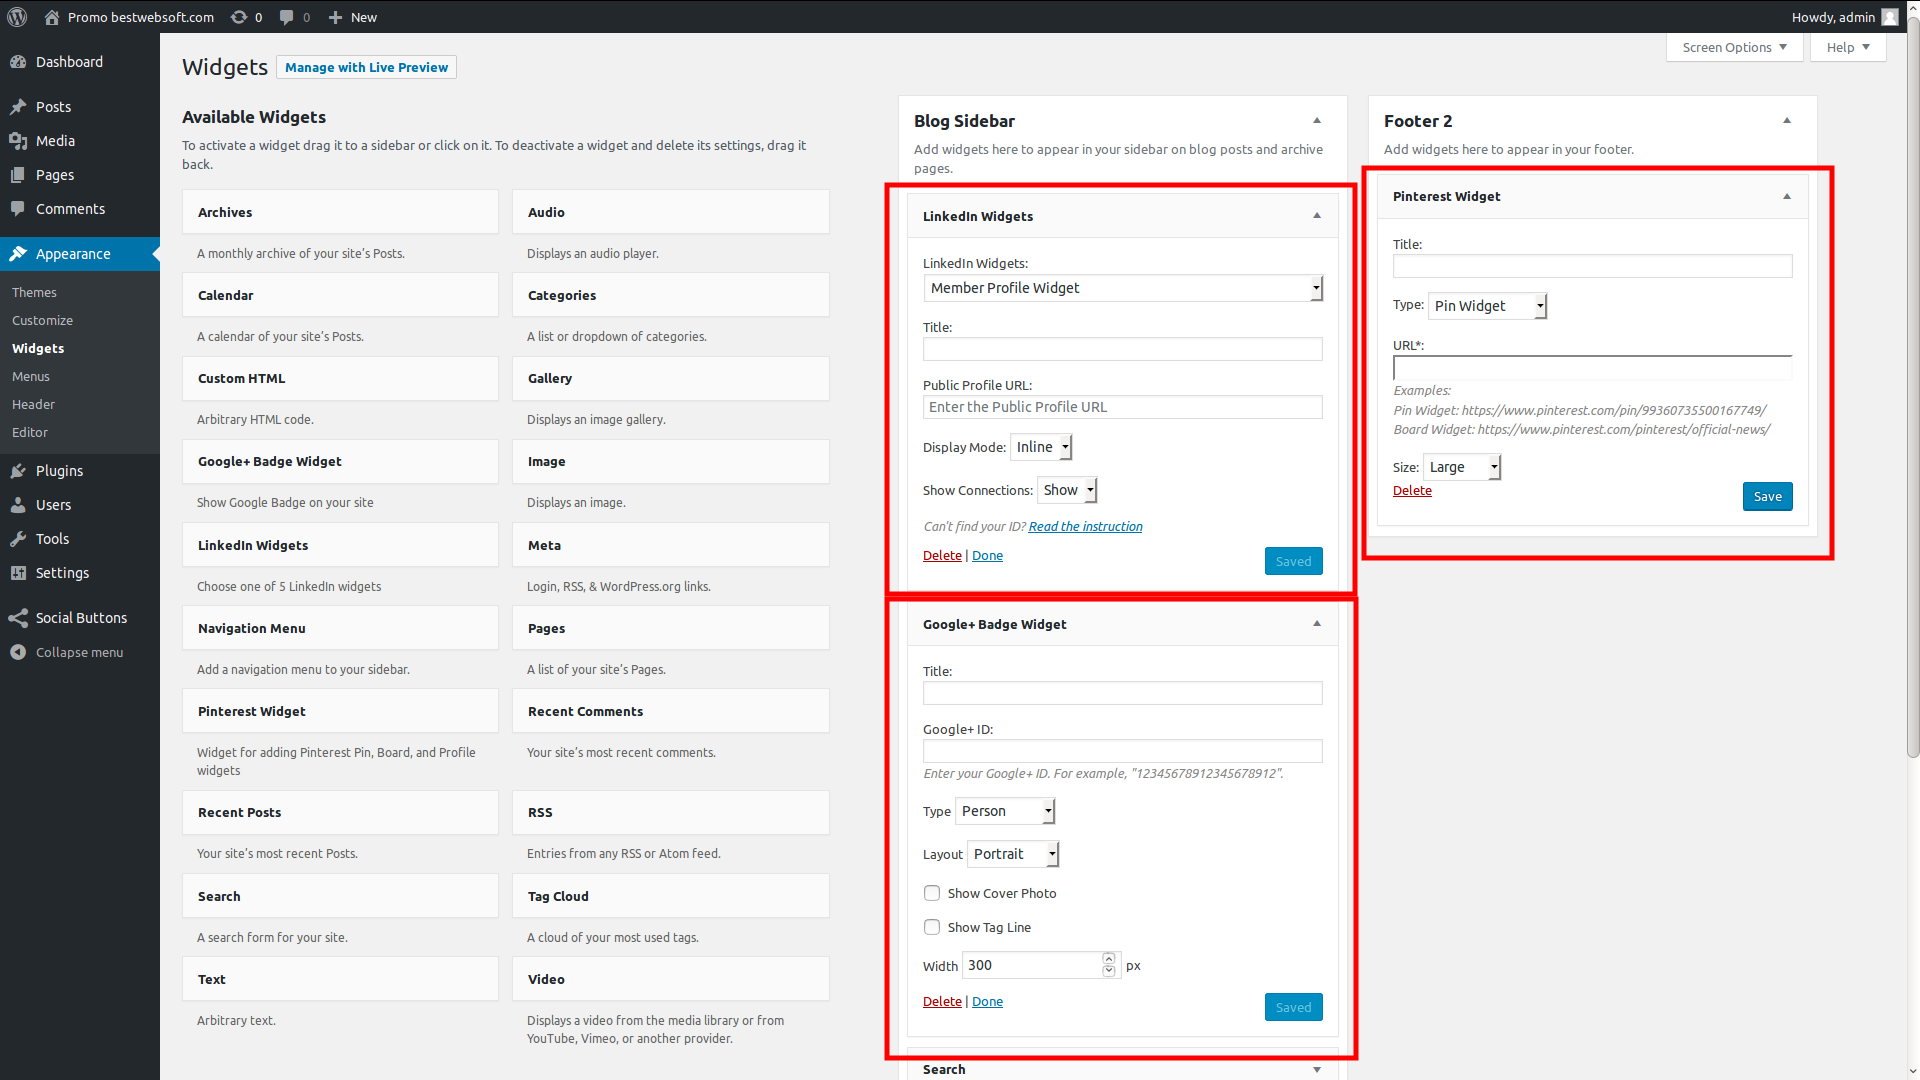 Promo bestwebsoft.com 0 0 New
Howdy, admin
Dashboard
Posts
Media
Pages
Comments
Appearance
Themes
Customize
Widgets
Menus
Header
Editor
Plugins
Users
Tools
Settings
Social Buttons
Collapse menu
Screen Options
Help
Widgets
Manage with Live Preview
Available Widgets
To activate a widget drag it to a sidebar or click on it. To deactivate a widget and delete its settings, drag it
back.
Archives
A monthly archive of your site's Posts.
Audio
Displays an audio player.
Calendar
A calendar of your site's Posts.
Categories
A list or dropdown of categories.
Custom HTML
Arbitrary HTML code.
Gallery
Displays an image gallery.
Google+ Badge Widget
Show Google Badge on your site
Image
Displays an image.
LinkedIn Widgets
Choose one of 5 LinkedIn widgets
Meta
Login, RSS, & WordPress.org links.
Navigation Menu
Add a navigation menu to your sidebar.
Pages
A list of your site's Pages.
Pinterest Widget
Widget for adding Pinterest Pin, Board, and Profile
widgets
Recent Comments
Your site's most recent comments.
Recent Posts
Your site's most recent Posts.
RSS
Entries from any RSS or Atom feed.
Search
A search form for your site.
Tag Cloud
A cloud of your most used tags.
Text
Arbitrary text.
Video
Displays a video from the media library or from
YouTube, Vimeo, or another provider.
Blog Sidebar
Add widgets here to appear in your sidebar on blog posts and archive
pages.
LinkedIn Widgets
LinkedIn Widgets:
Member Profile Widget
Title:
Public Profile URL:
Enter the Public Profile URL
Display Mode: Inline
Show Connections: Show
Can't find your ID? Read the instruction
Delete | Done
Saved
Google+ Badge Widget
Title:
Google+ ID:
Enter your Google+ ID. For example, "12345678912345678912".
Type Person
Layout Portrait
Show Cover Photo
Show Tag Line
Width 300 px
Delete | Done
Saved
Search
Footer 2
Add widgets here to appear in your footer.
Pinterest Widget
Title:
Type: Pin Widget
URL*:
Examples:
Pin Widget: https://www.pinterest.com/pin/99360735500167749/
Board Widget: https://www.pinterest.com/pinterest/official-news/
Size: Large
Delete
Save